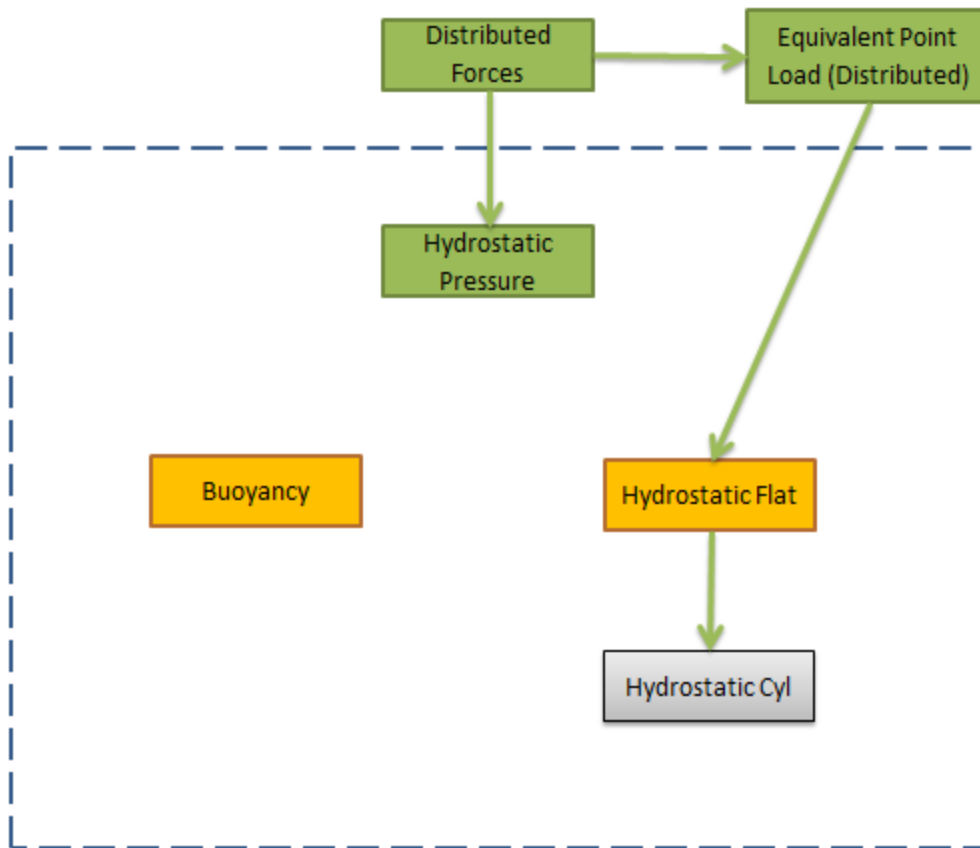 Distributed
Forces
Equivalent Point
Load (Distributed)
Hydrostatic
Pressure
Buoyancy
Hydrostatic Flat
Hydrostatic Cyl